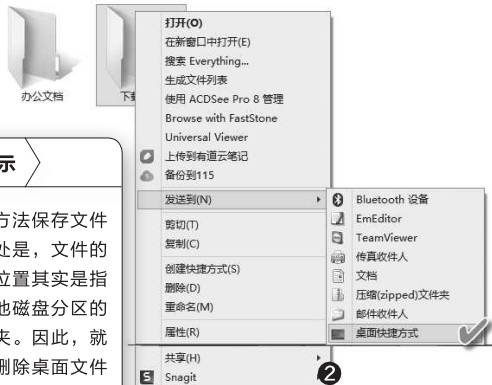 办公文档
下
打开(O)
在新窗口中打开(E)
搜索 Everything...
生成文件列表
使用 ACDSee Pro 8 管理
Browse with FastStone
Universal Viewer
上传到有道云笔记
备份到115
发送到(N)
剪切(T)
复制(C)
创建快捷方式(S)
删除(D)
重命名(M)
属性(R)
共享(H)
Snagit
Bluetooth 设备
EmEditor
TeamViewer
传真收件人
文档
压缩(zipped)文件夹
邮件收件人
桌面快捷方式
2
示
方法保存文件
处是，文件的
位置其实是指
他磁盘分区的
夹。因此，就
删除桌面文件